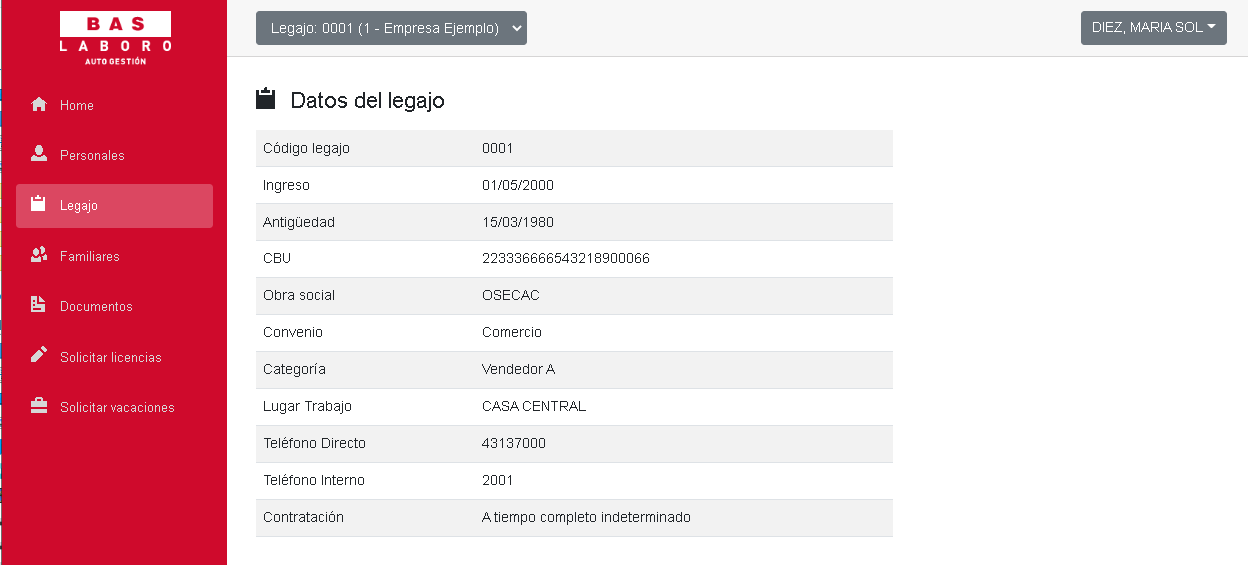 BAS
LABORO
AUTOGESTIÓN
Legajo: 0001 (1 - Empresa Ejemplo)
DIEZ, MARIA SOL
Home
Personales
Legajo
Familiares
Documentos
Solicitar licencias
Solicitar vacaciones
Datos del legajo
Código legajo 0001
Ingreso 01/05/2000
Antigüedad 15/03/1980
CBU 223336666543218900066
Obra social OSECAC
Convenio Comercio
Categoría Vendedor A
Lugar Trabajo CASA CENTRAL
Teléfono Directo 43137000
Teléfono Interno 2001
Contratación A tiempo completo indeterminado